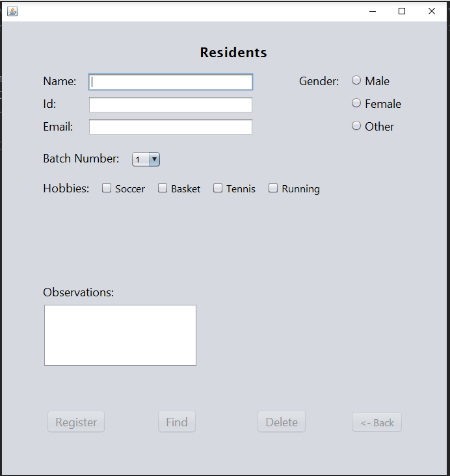 Residents
Name: Gender: Male
Id: Female
Email: Other
Batch Number: 1
Hobbies: Soccer Basket Tennis Running
Observations:
Register Find Delete <- Back